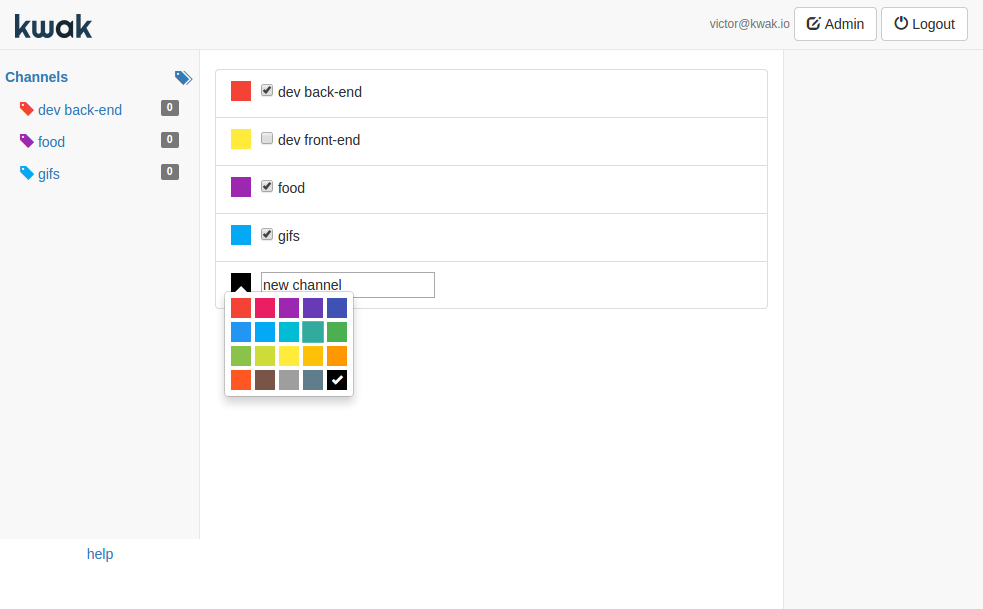 kwak
victor@kwak.io
Admin
Logout
Channels
dev back-end 0
food 0
gifs 0
dev back-end
dev front-end
food
gifs
new channel
help